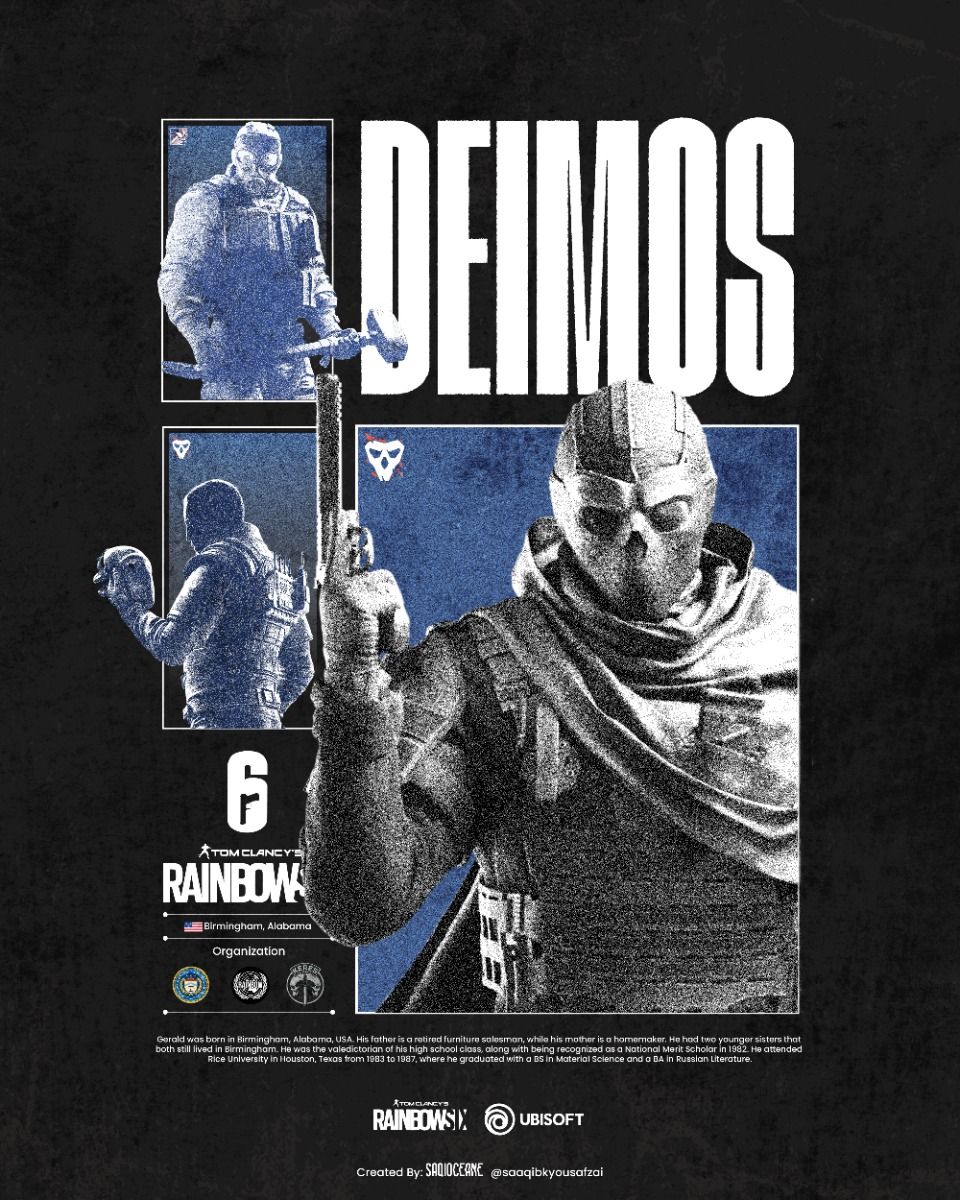 DEIMOS
6
TOM CLANCY'S
RAINBOW
Birmingham, Alabama
Organization
Gerald was born in Birmingham, Alabama, USA. His father is a retired furniture salesman, while his mother is a homemaker. He had two younger sisters that
both still lived in Birmingham. He was the valedictorian of his high school class, along with being recognized as a National Merit Scholar in 1982. He attended
Rice University in Houston, Texas from 1983 to 1987, where he graduated with a BS in Material Science and a BA in Russian Literature.
TOM CLANCY'S
RAINBOWSIX UBISOFT
Created By: SAQIOCEANE @saaqibkyousafzai